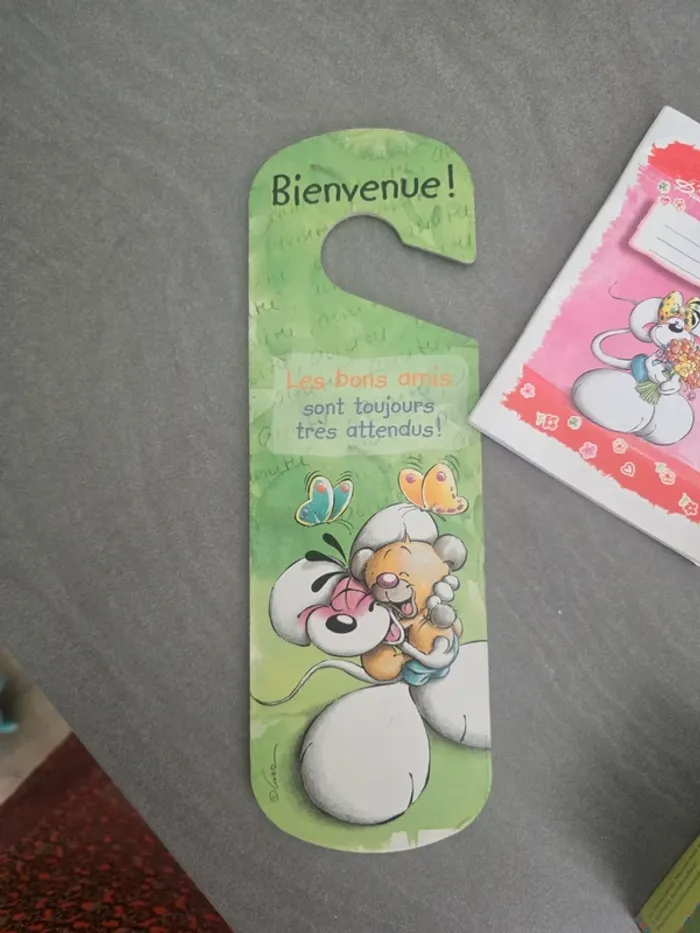 Bienvenue!
Les bons amis
sont toujours
très attendus!